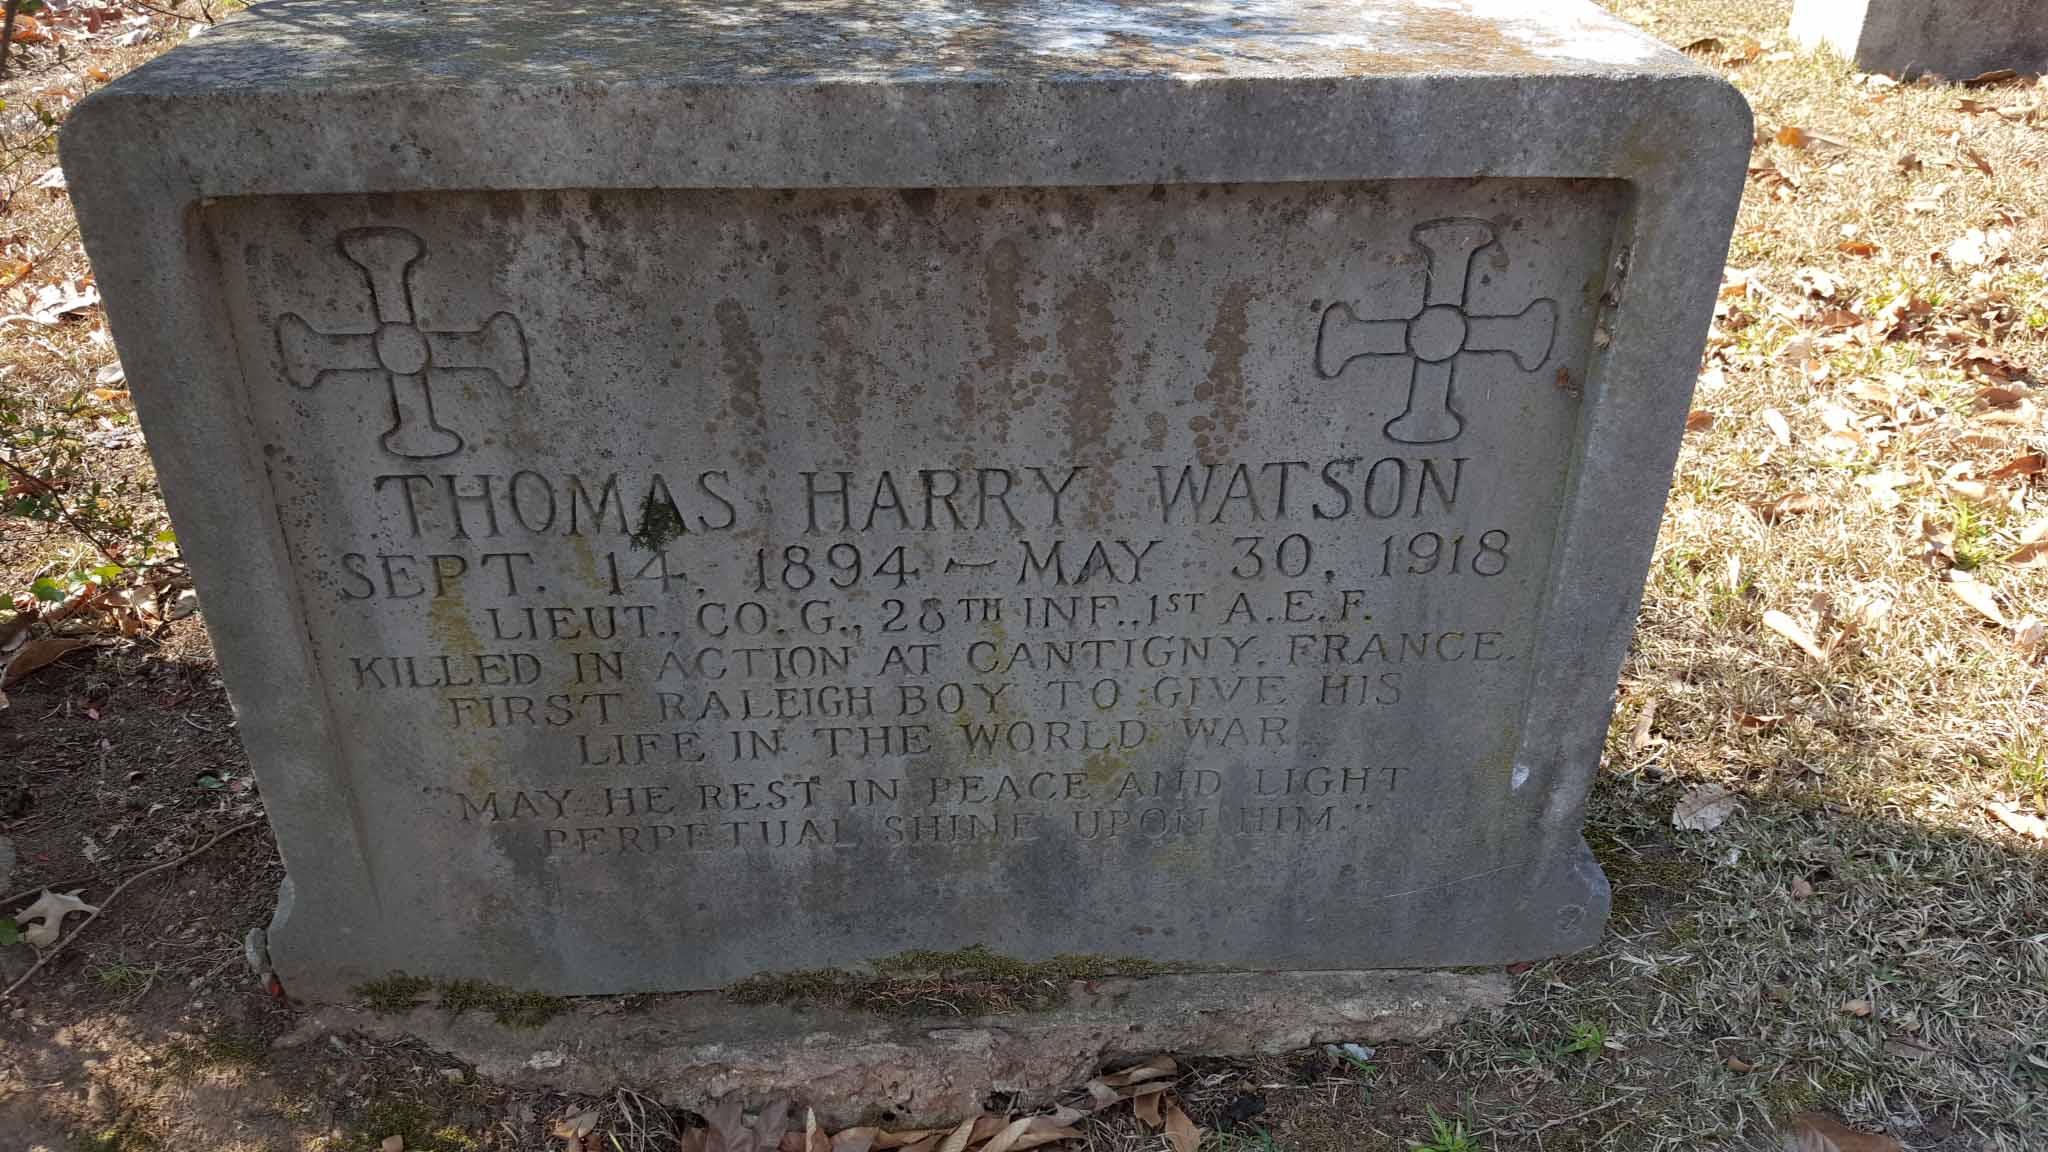 THOMAS HARRY WATSON
SEPT. 14, 1894 – MAY 30, 1918
LIEUT., CO. G., 28TH INF., 1ST A.E.F.
KILLED IN ACTION AT CANTIGNY, FRANCE.
FIRST RALEIGH BOY TO GIVE HIS
LIFE IN THE WORLD WAR.
"MAY HE REST IN PEACE AND LIGHT
PERPETUAL SHINE UPON HIM."